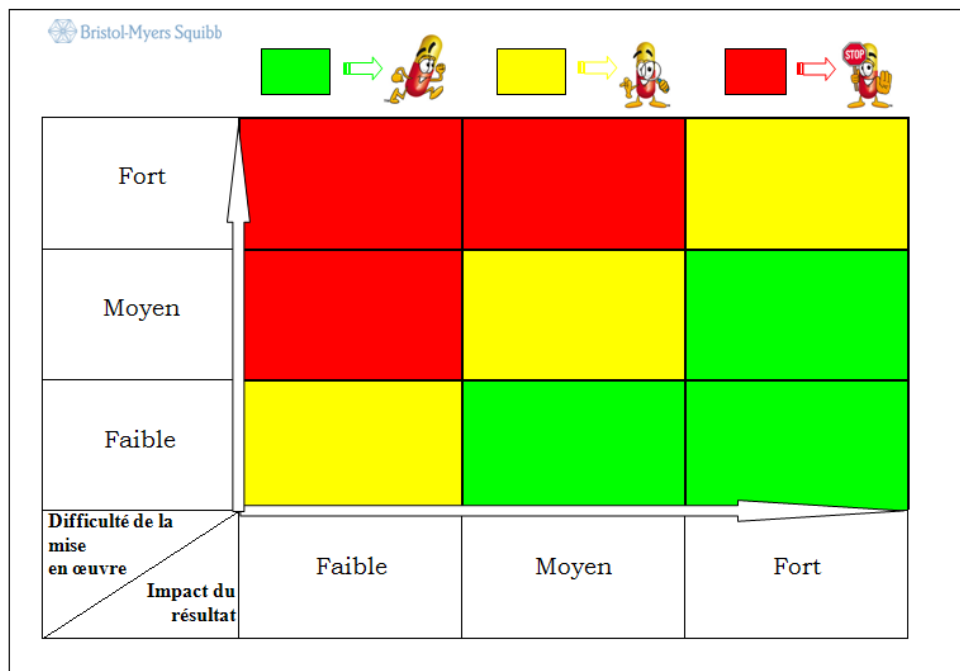 Bristol-Myers Squibb
STOP
Fort
Moyen
Faible
Difficulté de la
mise
en œuvre
Impact du
résultat
Faible
Moyen
Fort